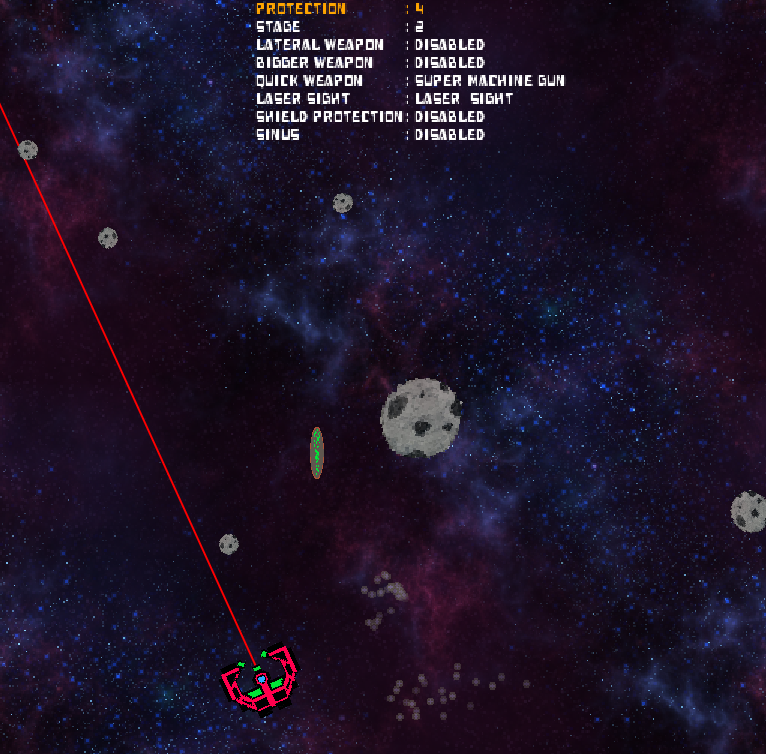 PROTECTION : 4
STAGE : 2
LATERAL WEAPON : DISABLED
BIGGER WEAPON : DISABLED
QUICK WEAPON : SUPER MACHINE GUN
LASER SIGHT : LASER SIGHT
SHIELD PROTECTION : DISABLED
SINUS : DISABLED